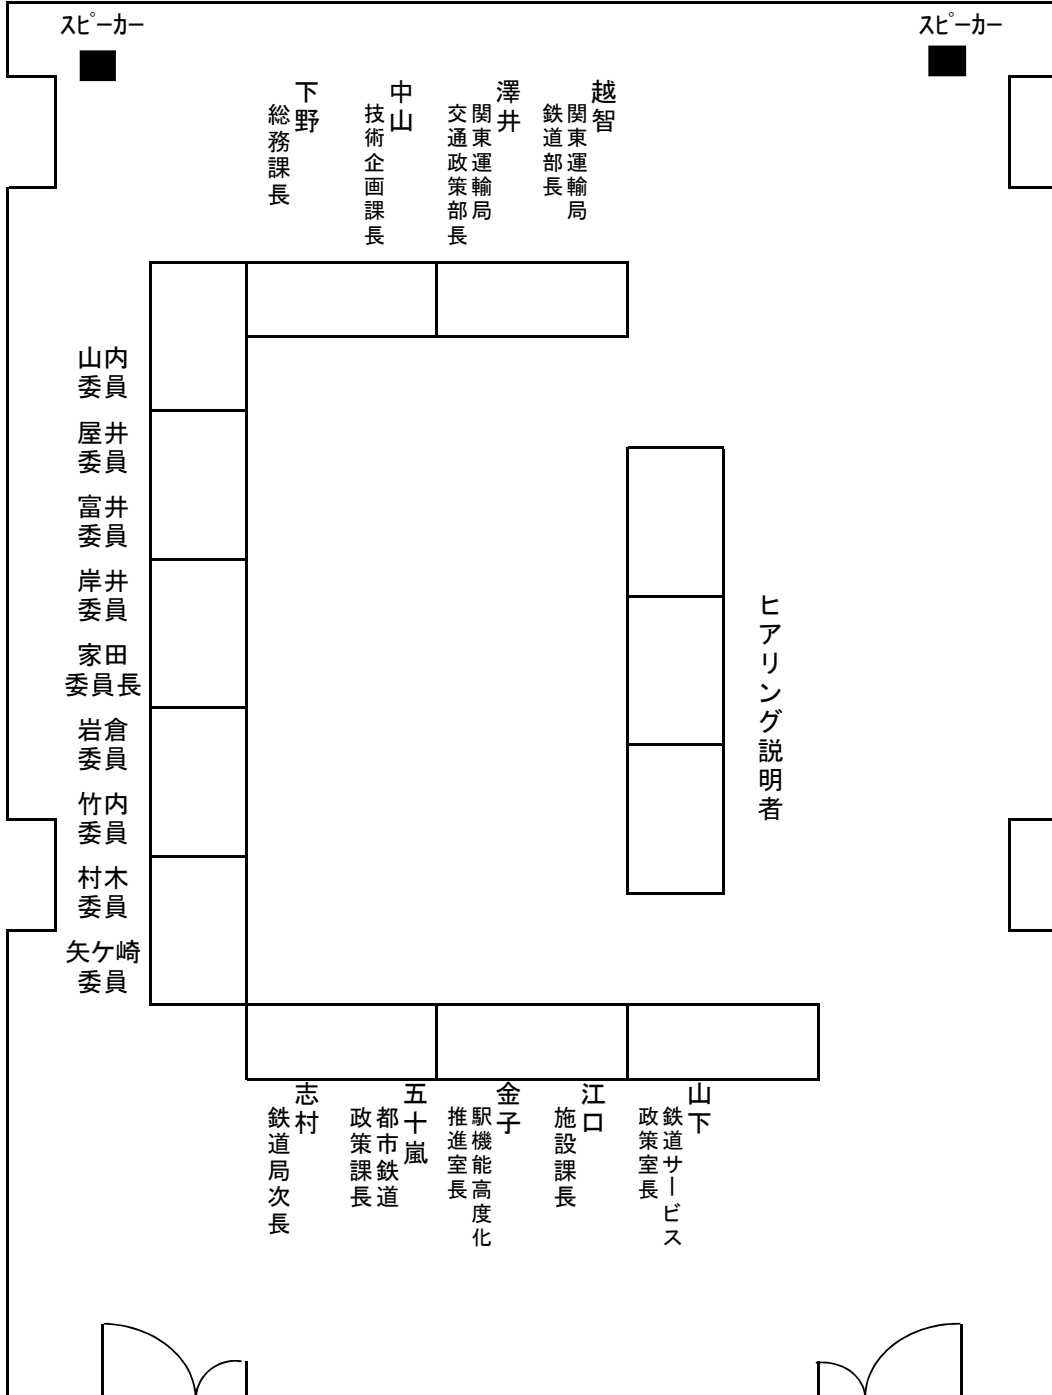 スピーカー
スピーカー
下野
総務課長
中山
技術企画課長
澤井
関東運輸局
交通政策部長
越智
関東運輸局
鉄道部長
山内
委員
屋井
委員
富井
委員
岸井
委員
家田
委員長
岩倉
委員
竹内
委員
村木
委員
矢ケ崎
委員
ヒアリング説明者
志村
鉄道局次長
五十嵐
都市鉄道
政策課長
金子
駅機能高度化
推進室長
江口
施設課長
山下
鉄道サービス
政策室長